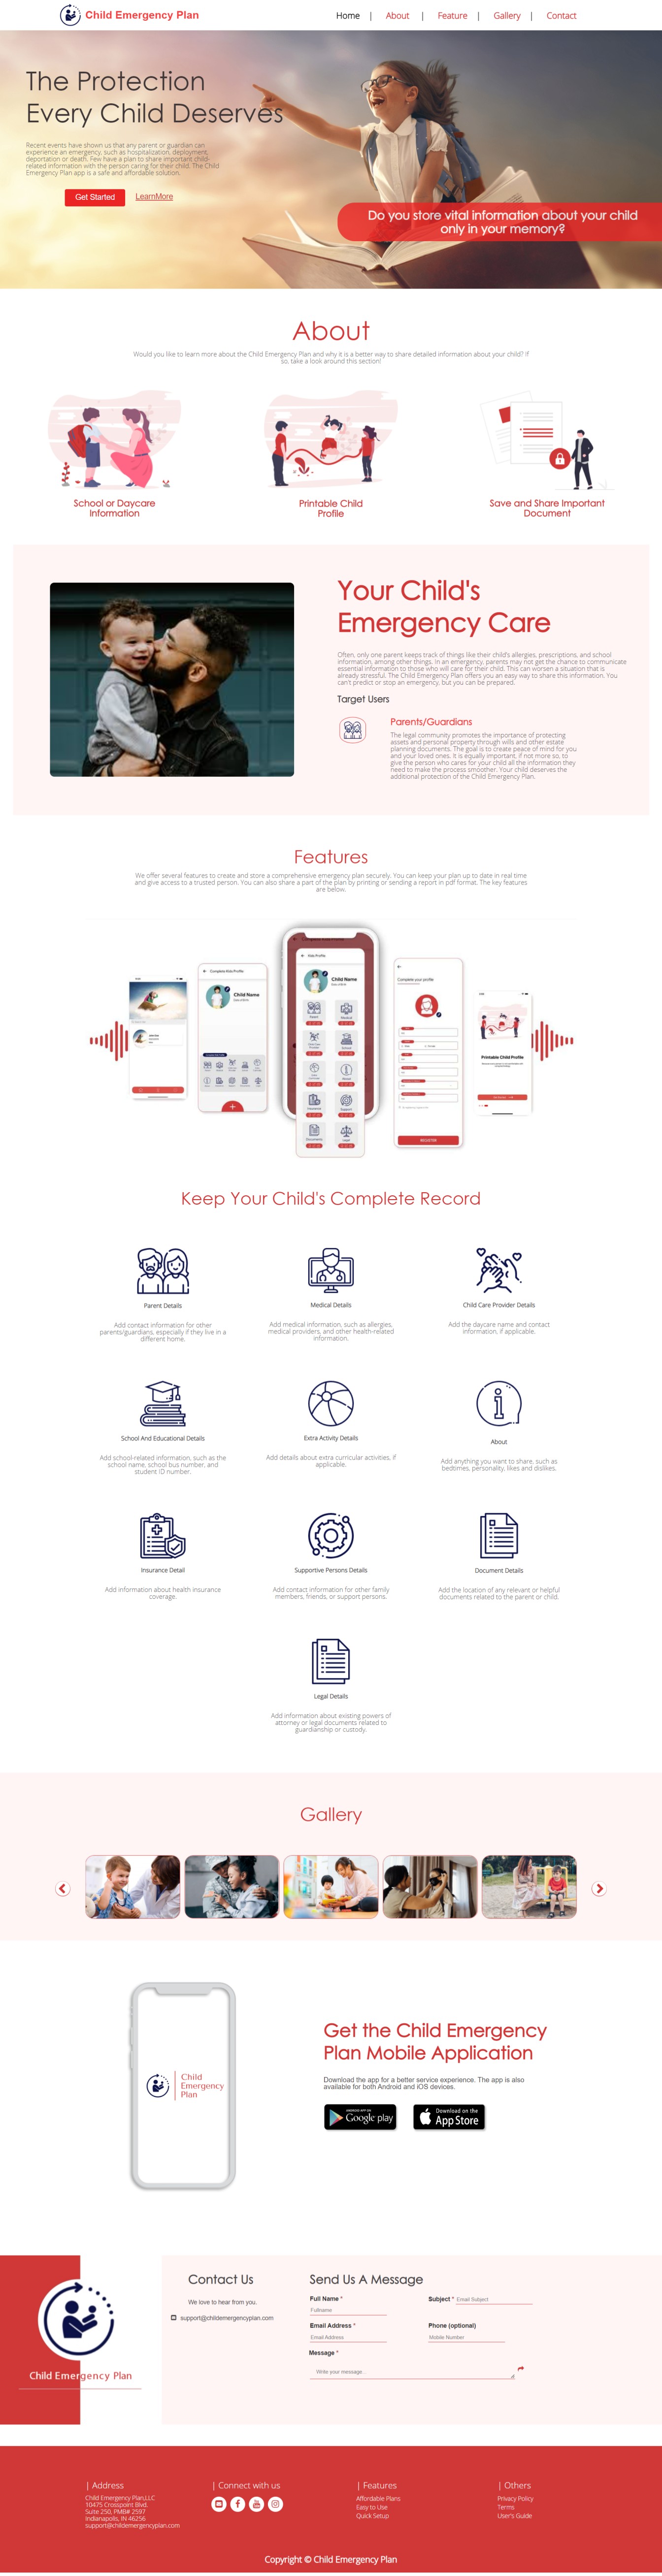 Child Emergency Plan
Home | About | Feature | Gallery | Contact
The Protection
Every Child Deserves
Recent events have shown us that any parent or guardian can
experience an emergency, such as hospitalization, deployment,
deportation or death. Few have a plan to share important child-
related information with the person caring for their child. The Child
Emergency Plan app is a safe and affordable solution.
Get Started
LearnMore
Do you store vital information about your child
only in your memory?
About
Would you like to learn more about the Child Emergency Plan and why it is a better way to share detailed information about your child? If
so, take a look around this section!
School or Daycare
Information
Printable Child
Profile
Save and Share Important
Document
Your Child's
Emergency Care
Often, only one parent keeps track of things like their child's allergies, prescriptions, and school
information, among other things. In an emergency, parents may not get the chance to communicate
essential information to those who will care for their child. This can worsen a situation that is
already stressful. The Child Emergency Plan offers you an easy way to share this information. You
can't predict or stop an emergency, but you can be prepared.
Target Users
Parents/Guardians
The legal community promotes the importance of protecting
assets and personal property through wills and other estate
planning documents. The goal is to create peace of mind for you
and your loved ones. It is equally important, if not more, so to
give the person who cares for your child all the information they
need to make the process smoother. Your child deserves the
additional protection of the Child Emergency Plan.
Features
We offer several features to create and store a comprehensive emergency plan securely. You can keep your plan up to date in real time
and give access to a trusted person. You can also share a part of the plan by printing or sending a report in pdf format. The key features
are below.
Complete Kids Profile
Child Name
Kids Profile
Child Name
Parent
Medical
School
About
Insurance
Support
Documents
Legal
Complete your profile
REGISTER
Printable Child Profile
Keep Your Child's Complete Record
Parent Details
Add contact information for other
parents/guardians, especially if they live in a
different home.
Medical Details
Add medical information, such as allergies,
medical providers, and other health-related
information.
Child Care Provider Details
Add the daycare name and contact
information, if applicable.
School And Educational Details
Add school-related information, such as the
school name, school bus number, and
student ID number.
Extra Activity Details
Add details about extra curricular activities, if
applicable.
About
Add anything you want to share, such as
bedtimes, personality, likes and dislikes.
Insurance Detail
Add information about health insurance
coverage.
Supportive Persons Details
Add contact information for other family
members, friends, or support persons.
Document Details
Add the location of any relevant or helpful
documents related to the parent or child.
Legal Details
Add information about existing powers of
attorney or legal documents related to
guardianship or custody.
Gallery
Child
Emergency
Plan
Get the Child Emergency
Plan Mobile Application
Download the app for a better service experience. The app is also
available for both Android and iOS devices.
ANDROID APP ON
Google play
Download on the
App Store
Child Emergency Plan
Contact Us
We love to hear from you.
support@childemergencyplan.com
Send Us A Message
Full Name *
Fullname
Subject * Email Subject
Email Address *
Email Address
Phone (optional)
Mobile Number
Message *
Write your message...
| Address
Child Emergency Plan,LLC
10475 Crosspoint Blvd,
Suite 250, PMB# 2597
Indianapolis, IN 46256
support@childemergencyplan.com
| Connect with us
| Features
Affordable Plans
Easy to Use
Quick Setup
| Others
Privacy Policy
Terms
User's Guide
Copyright © Child Emergency Plan